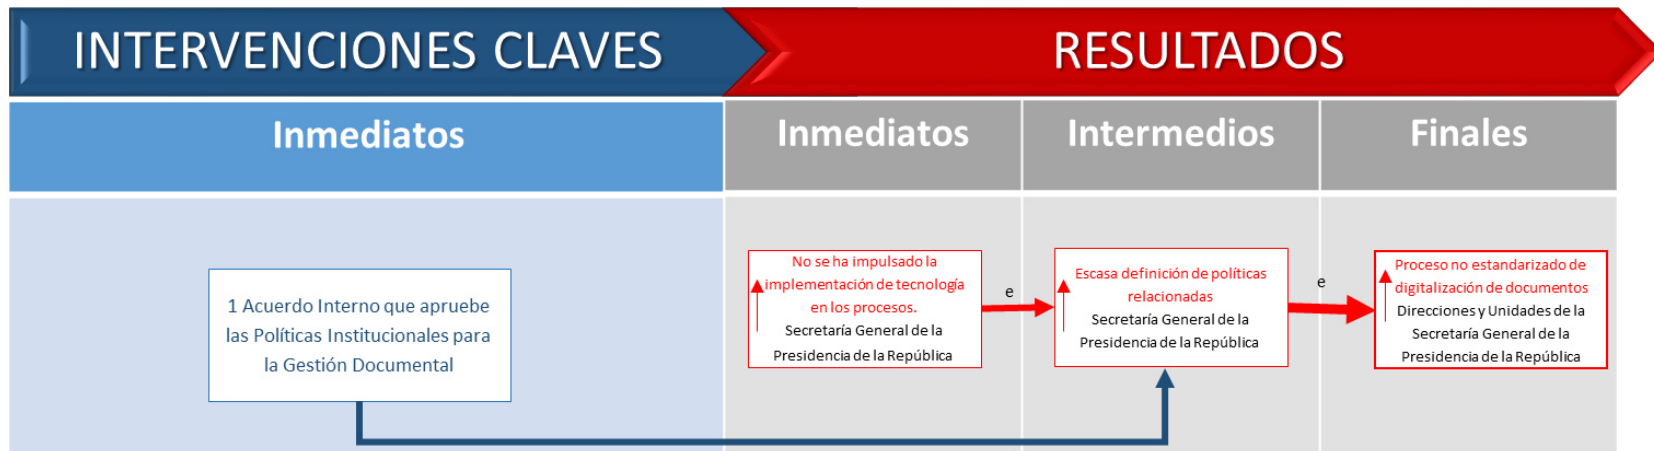 INTERVENCIONES CLAVES
RESULTADOS
Inmediatos
Inmediatos
Intermedios
Finales
1 Acuerdo Interno que apruebe
las Políticas Institucionales para
la Gestión Documental
No se ha impulsado la
implementación de tecnología
en los procesos.
Secretaría General de la
Presidencia de la República
e
Escasa definición de políticas
relacionadas
Secretaría General de la
Presidencia de la República
e
Proceso no estandarizado de
digitalización de documentos
Direcciones y Unidades de la
Secretaría General de la
Presidencia de la República